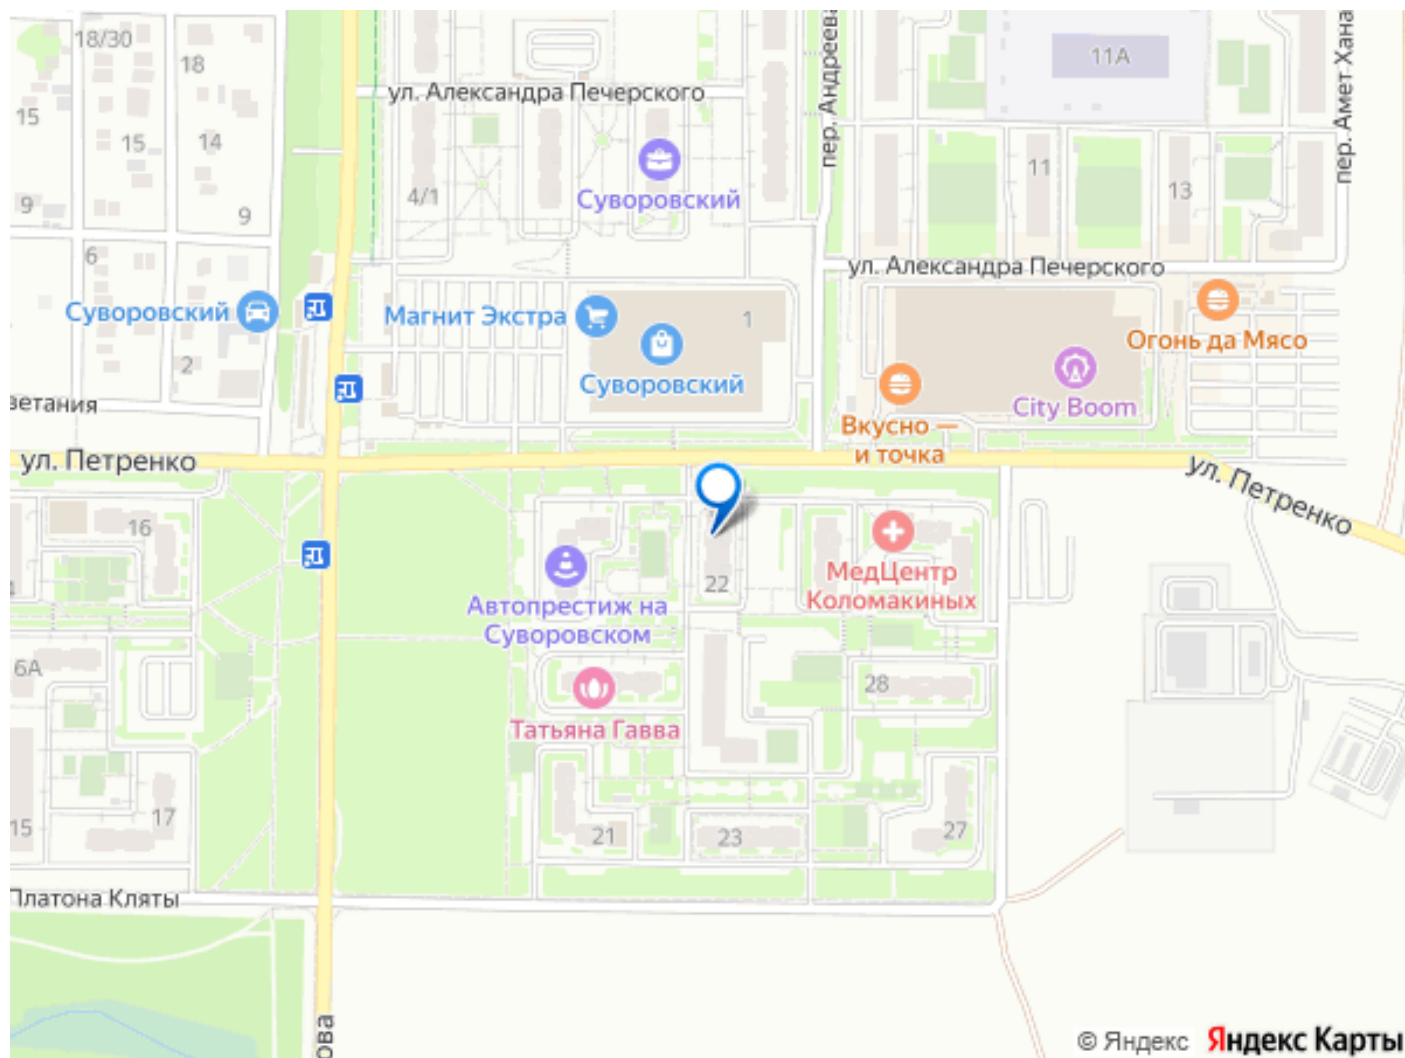 18/30
18
11А
15
15
14
ул. Александра Печерского
пер. Андреева
пер. Амет Хана
11
13
9
9
4/1
Суворовский
6
ул. Александра Печерского
Суворовский
Магнит Экстра
1
Огонь да Мясо
2
Суворовский
City Boom
Вкусно —
и точка
ул. Петренко
ул. Петренко
16
22
МедЦентр
Коломакиных
Автопрестиж на
Суворовском
6А
28
Татьяна Гавва
15
17
21
23
27
Платона Кляты
© Яндекс
Яндекс Карты